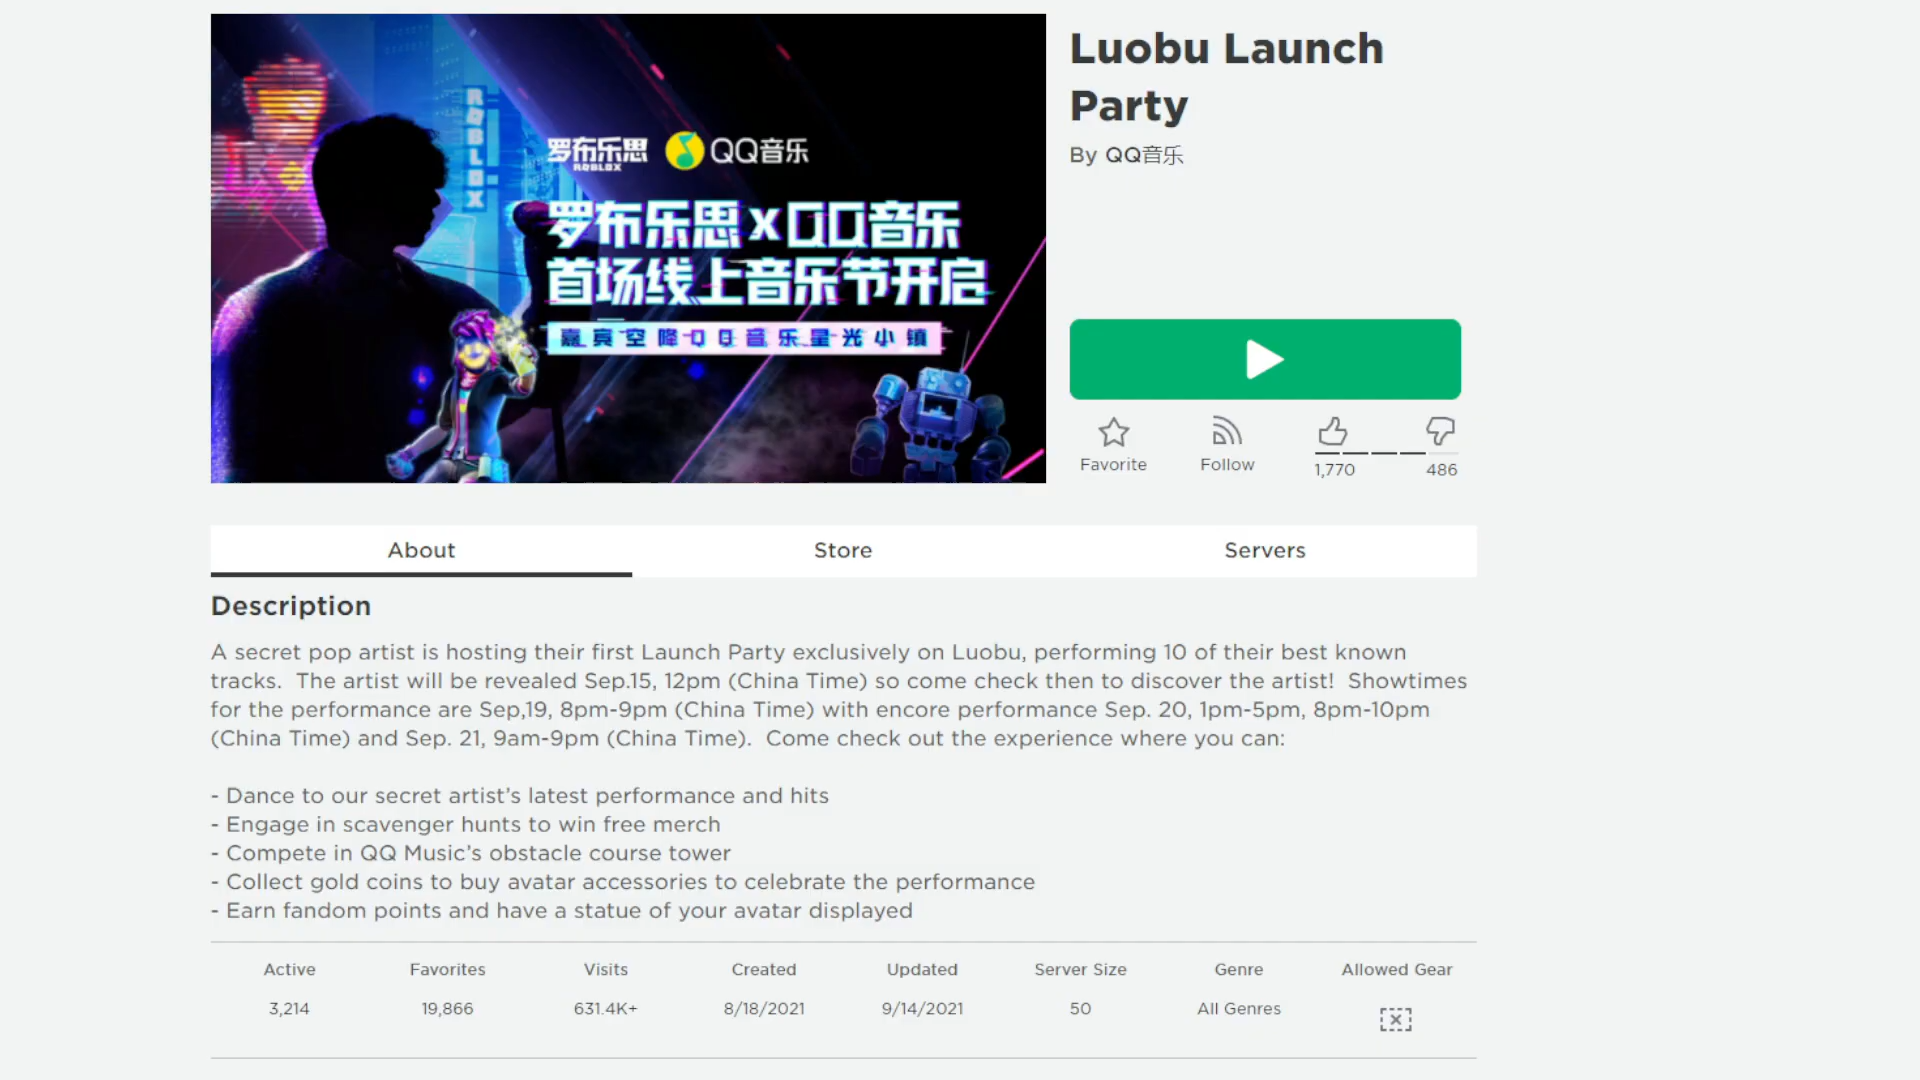 罗布乐思
ROBLOX
QQ音乐
ROBLOX
罗布乐思XQQ音乐
首场线上音乐节开启
嘉宾空降QQ音乐星光小镇
Luobu Launch
Party
By QQ音乐
Favorite
Follow
1,770
486
About
Store
Servers
Description
A secret pop artist is hosting their first Launch Party exclusively on Luobu, performing 10 of their best known
tracks.  The artist will be revealed Sep.15, 12pm (China Time) so come check then to discover the artist!  Showtimes
for the performance are Sep,19, 8pm-9pm (China Time) with encore performance Sep. 20, 1pm-5pm, 8pm-10pm
(China Time) and Sep. 21, 9am-9pm (China Time).  Come check out the experience where you can:
- Dance to our secret artist’s latest performance and hits
- Engage in scavenger hunts to win free merch
- Compete in QQ Music’s obstacle course tower
- Collect gold coins to buy avatar accessories to celebrate the performance
- Earn fandom points and have a statue of your avatar displayed
Active Favorites Visits Created Updated Server Size Genre Allowed Gear
3,214 19,866 631.4K+ 8/18/2021 9/14/2021 50 All Genres